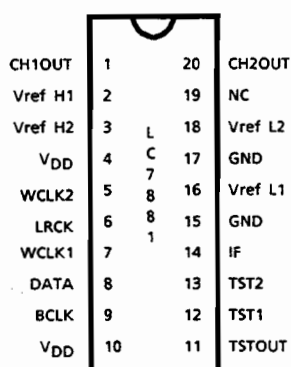 CH1OUT 1 20 CH2OUT
Vref H1 2 19 NC
Vref H2 3 18 Vref L2
VDD 4 17 GND
WCLK2 5 16 Vref L1
LRCK 6 15 GND
WCLK1 7 14 IF
DATA 8 13 TST2
BCLK 9 12 TST1
VDD 10 11 TSTOUT
LC7881